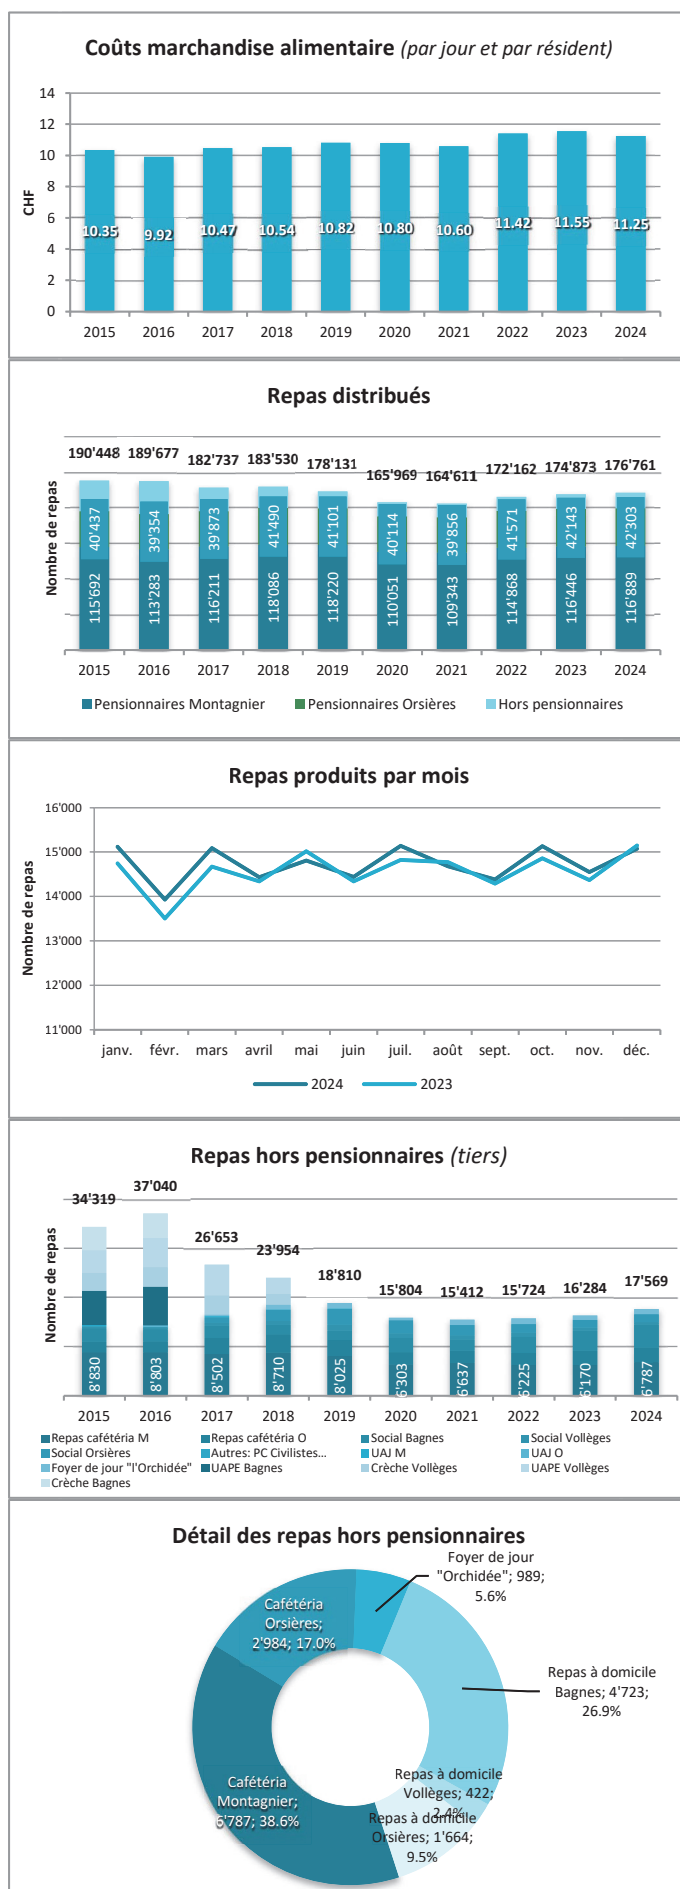 Coûts marchandise alimentaire (par jour et par résident)
CHF
14
12
10
8
6
4
2
0
10.35 9.92 10.47 10.54 10.82 10.80 10.60 11.42 11.55 11.25
2015 2016 2017 2018 2019 2020 2021 2022 2023 2024
Repas distribués
Nombre de repas
190'448 189'677 182'737 183'530 178'131 165'969 164'611 172'162 174'873 176'761
40'437 39'354 39'873 41'490 41'101 40'114 39'856 41'571 42'143 42'303
115'692 113'283 116'211 118'086 118'220 110'051 109'343 114'868 116'446 116'889
2015 2016 2017 2018 2019 2020 2021 2022 2023 2024
Pensionnaires Montagnier Pensionnaires Orsières Hors pensionnaires
Repas produits par mois
Nombre de repas
16'000
15'000
14'000
13'000
12'000
11'000
janv. févr. mars avril mai juin juil. août sept. oct. nov. déc.
2024 2023
Repas hors pensionnaires (tiers)
Nombre de repas
34'319 37'040 26'653 23'954 18'810 15'804 15'412 15'724 16'284 17'569
8'830 8'803 8'502 8'710 8'025 6'303 6'637 6'225 6'170 6'787
2015 2016 2017 2018 2019 2020 2021 2022 2023 2024
Repas cafétéria M Repas cafétéria O Social Bagnes Social Vollèges
Social Orsières Autres: PC Civilistes... UAJ M UAJ O
Foyer de jour "l'Orchidée" UAPE Bagnes Crèche Vollèges UAPE Vollèges
Crèche Bagnes
Détail des repas hors pensionnaires
Foyer de jour
"Orchidée"; 989;
5.6%
Cafétéria
Orsières;
2'984; 17.0%
Repas à domicile
Bagnes; 4'723;
26.9%
Repas à domicile
Vollèges; 422;
2.4%
Cafétéria
Montagnier;
6'787; 38.6%
Repas à domicile
Orsières; 1'664;
9.5%